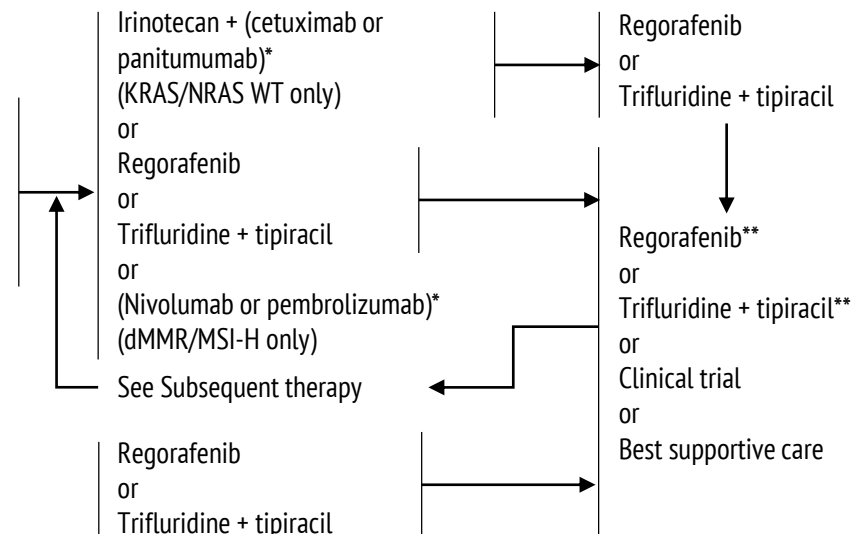 Irinotecan + (cetuximab or
panitumumab)*
(KRAS/NRAS WT only)
or
Regorafenib
or
Trifluridine + tipiracil
or
(Nivolumab or pembrolizumab)*
(dMMR/MSI-H only)
See Subsequent therapy
Regorafenib
or
Trifluridine + tipiracil
Regorafenib
or
Trifluridine + tipiracil
Regorafenib**
or
Trifluridine + tipiracil**
or
Clinical trial
or
Best supportive care